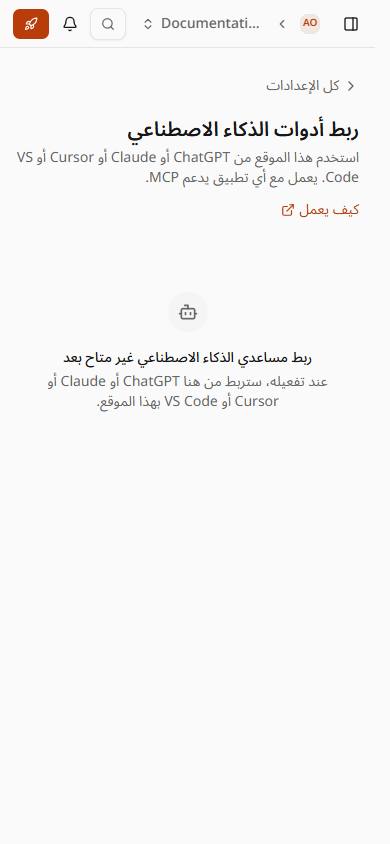 AO
Documentati...
كل الإعدادات
ربط أدوات الذكاء الاصطناعي
استخدم هذا الموقع من ChatGPT أو Claude أو Cursor أو VS
Code. يعمل مع أي تطبيق يدعم MCP.
كيف يعمل
ربط مساعدي الذكاء الاصطناعي غير متاح بعد
عند تفعيله، ستربط من هنا ChatGPT أو Claude أو
Cursor أو VS Code بهذا الموقع.